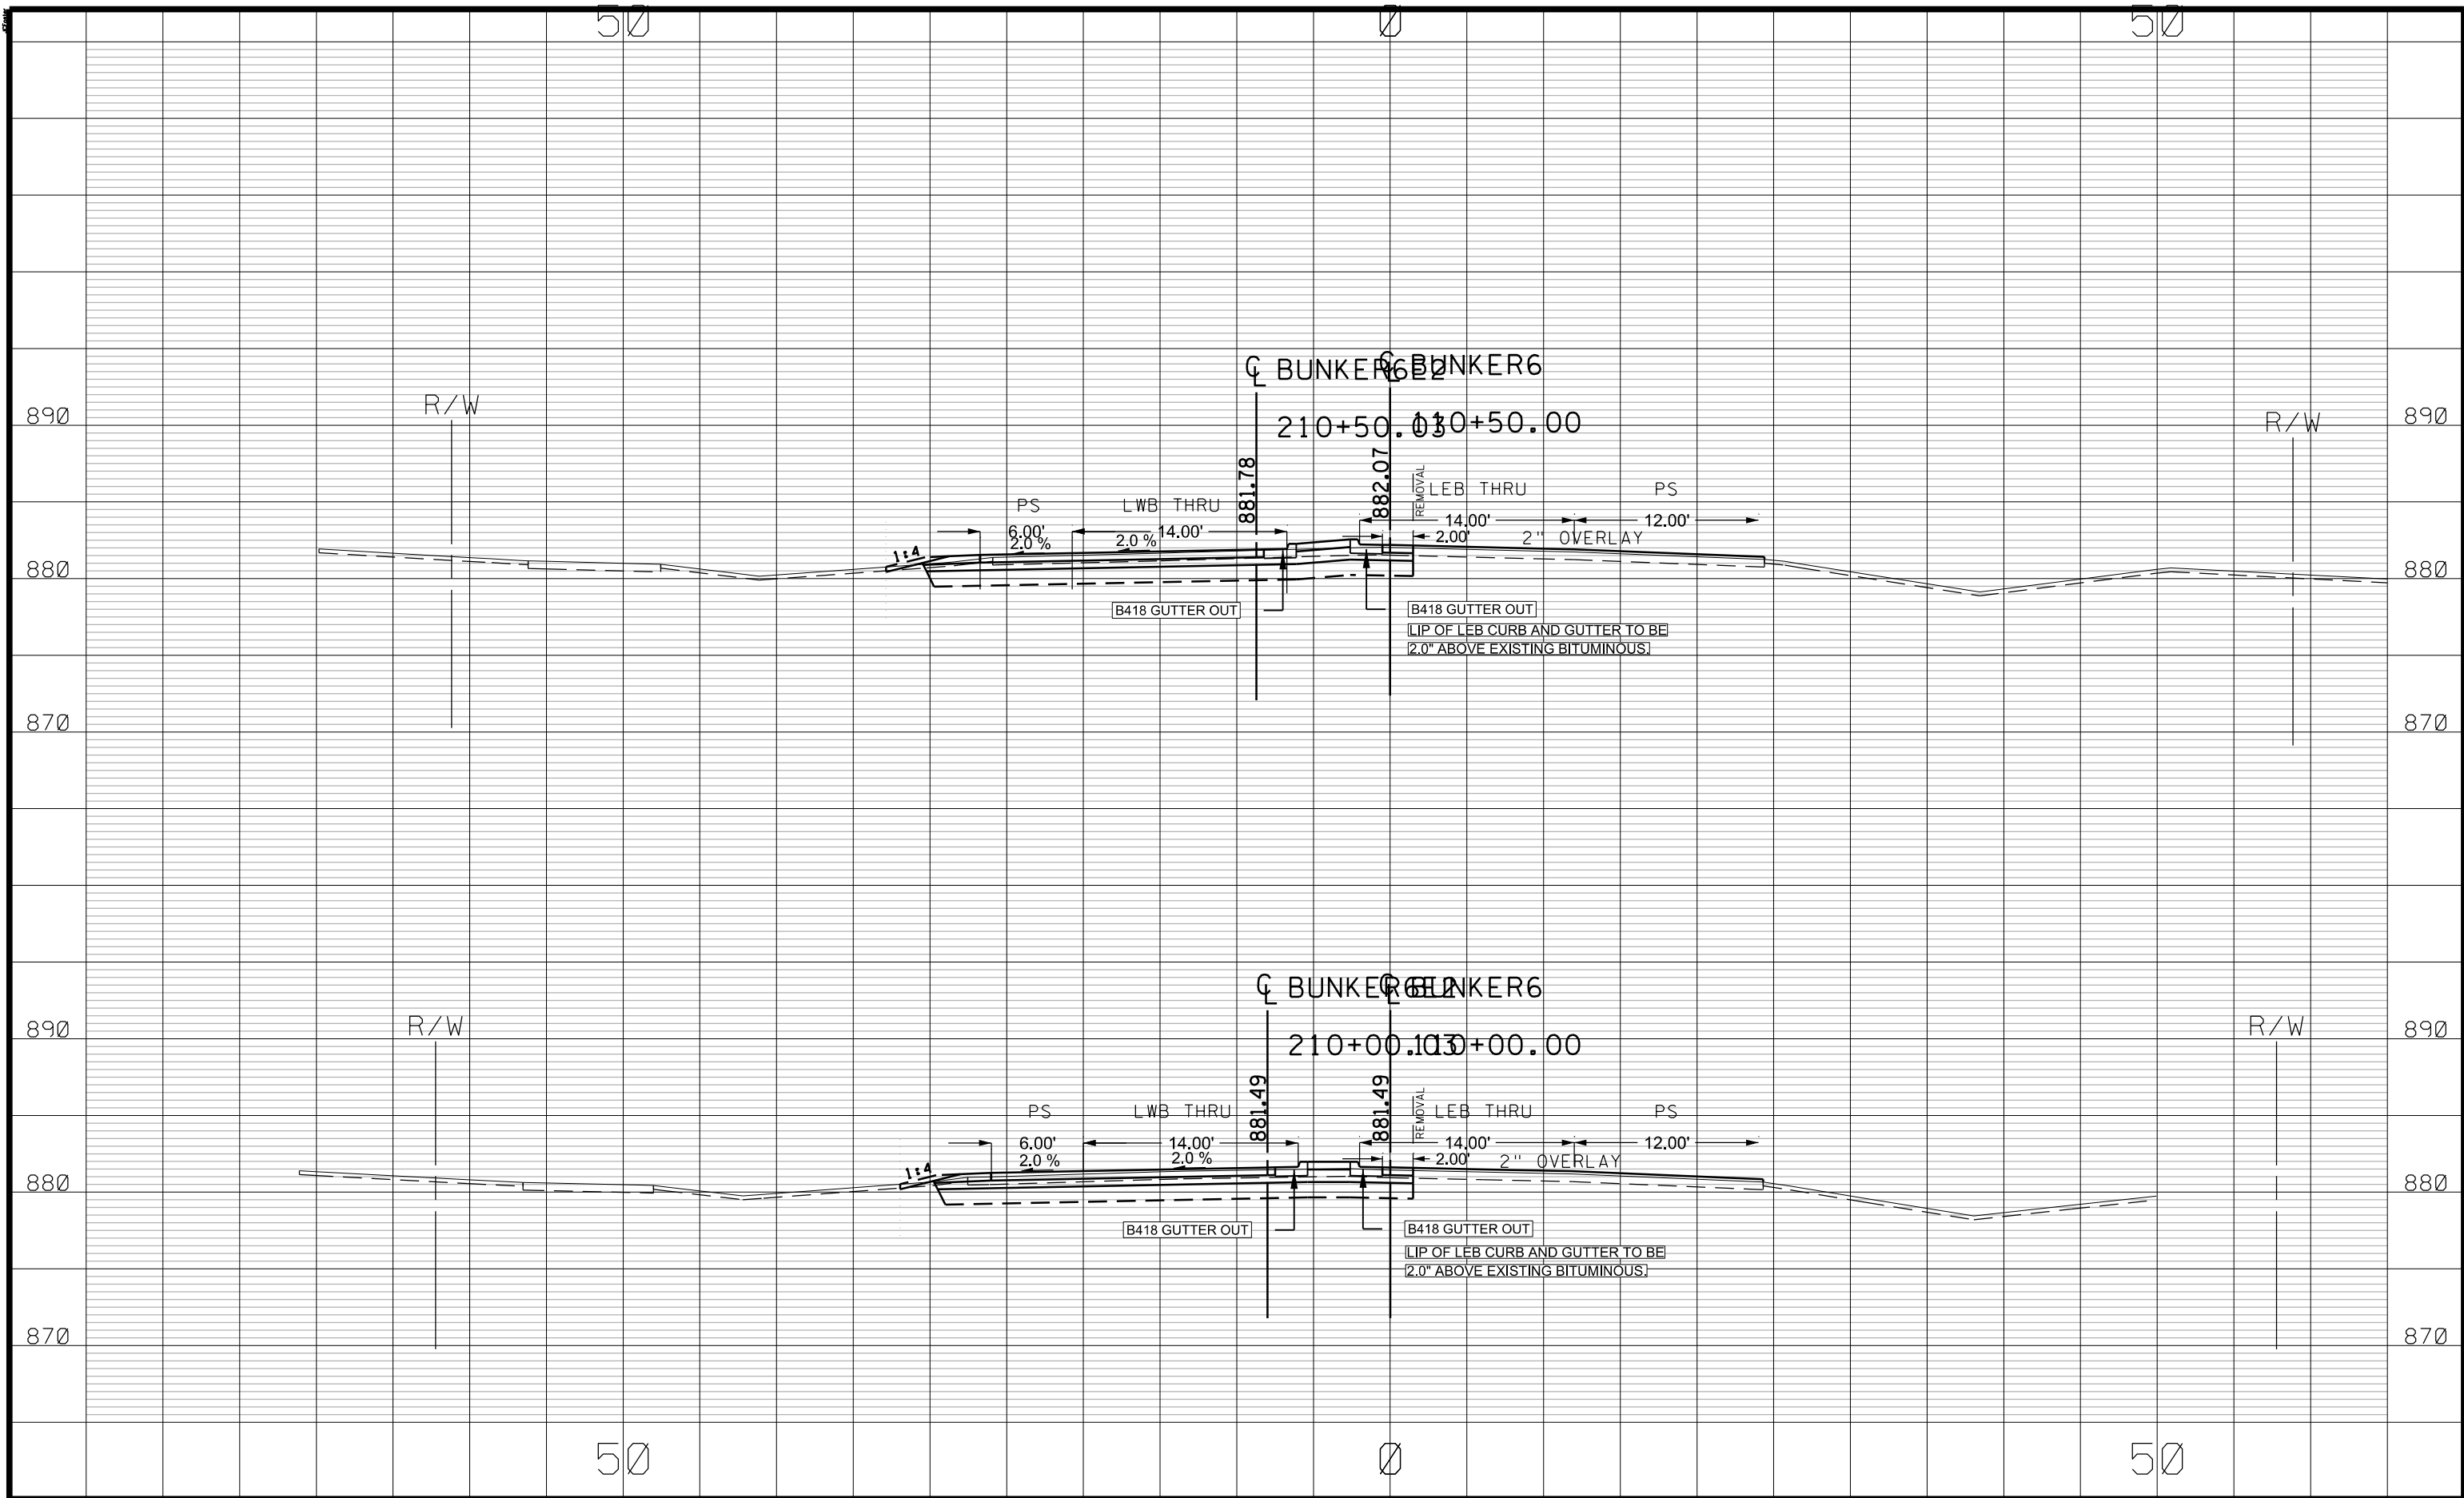 50 0 50
℄ BUNKER6E2 ℄ BUNKER6
R/W
890 890
R/W
210+50.03 110+50.00
881.78
882.07
REMOVAL
PS LWB THRU LEB THRU PS
6.00' 14.00' 14.00' 12.00'
2.0 % 2.0 % 2.00' 2" OVERLAY
1:4
880 880
B418 GUTTER OUT B418 GUTTER OUT
LIP OF LEB CURB AND GUTTER TO BE
2.0" ABOVE EXISTING BITUMINOUS.
870 870
℄ BUNKER6E2 ℄ BUNKER6
R/W R/W
890 890
210+00.03 110+00.00
881.49
881.49
REMOVAL
PS LWB THRU LEB THRU PS
6.00' 14.00' 14.00' 12.00'
2.0 % 2.0 % 2.00' 2" OVERLAY
1:4
880 880
B418 GUTTER OUT B418 GUTTER OUT
LIP OF LEB CURB AND GUTTER TO BE
2.0" ABOVE EXISTING BITUMINOUS.
870 870
50 0 50